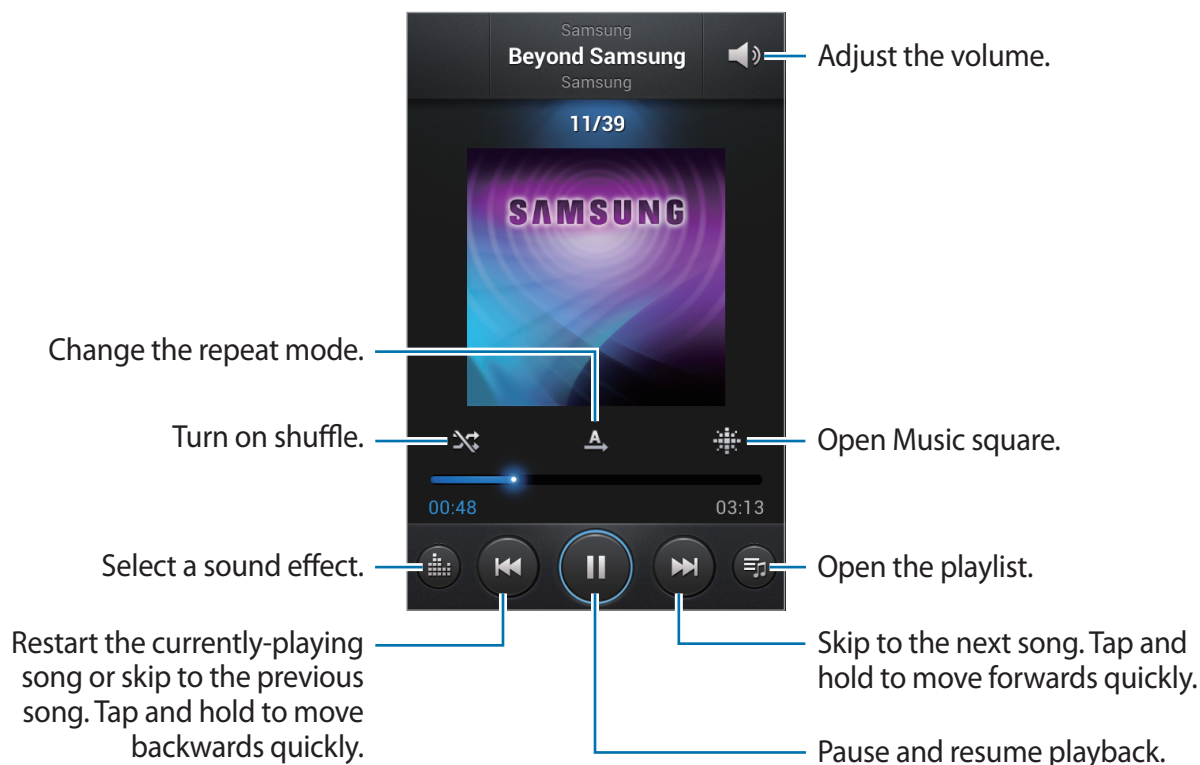 Samsung
Beyond Samsung
Samsung
Adjust the volume.
11/39
SAMSUNG
Change the repeat mode.
A
Turn on shuffle.
Open Music square.
00:48
03:13
Select a sound effect.
Open the playlist.
Restart the currently-playing
song or skip to the previous
song. Tap and hold to move
backwards quickly.
Skip to the next song. Tap and
hold to move forwards quickly.
Pause and resume playback.